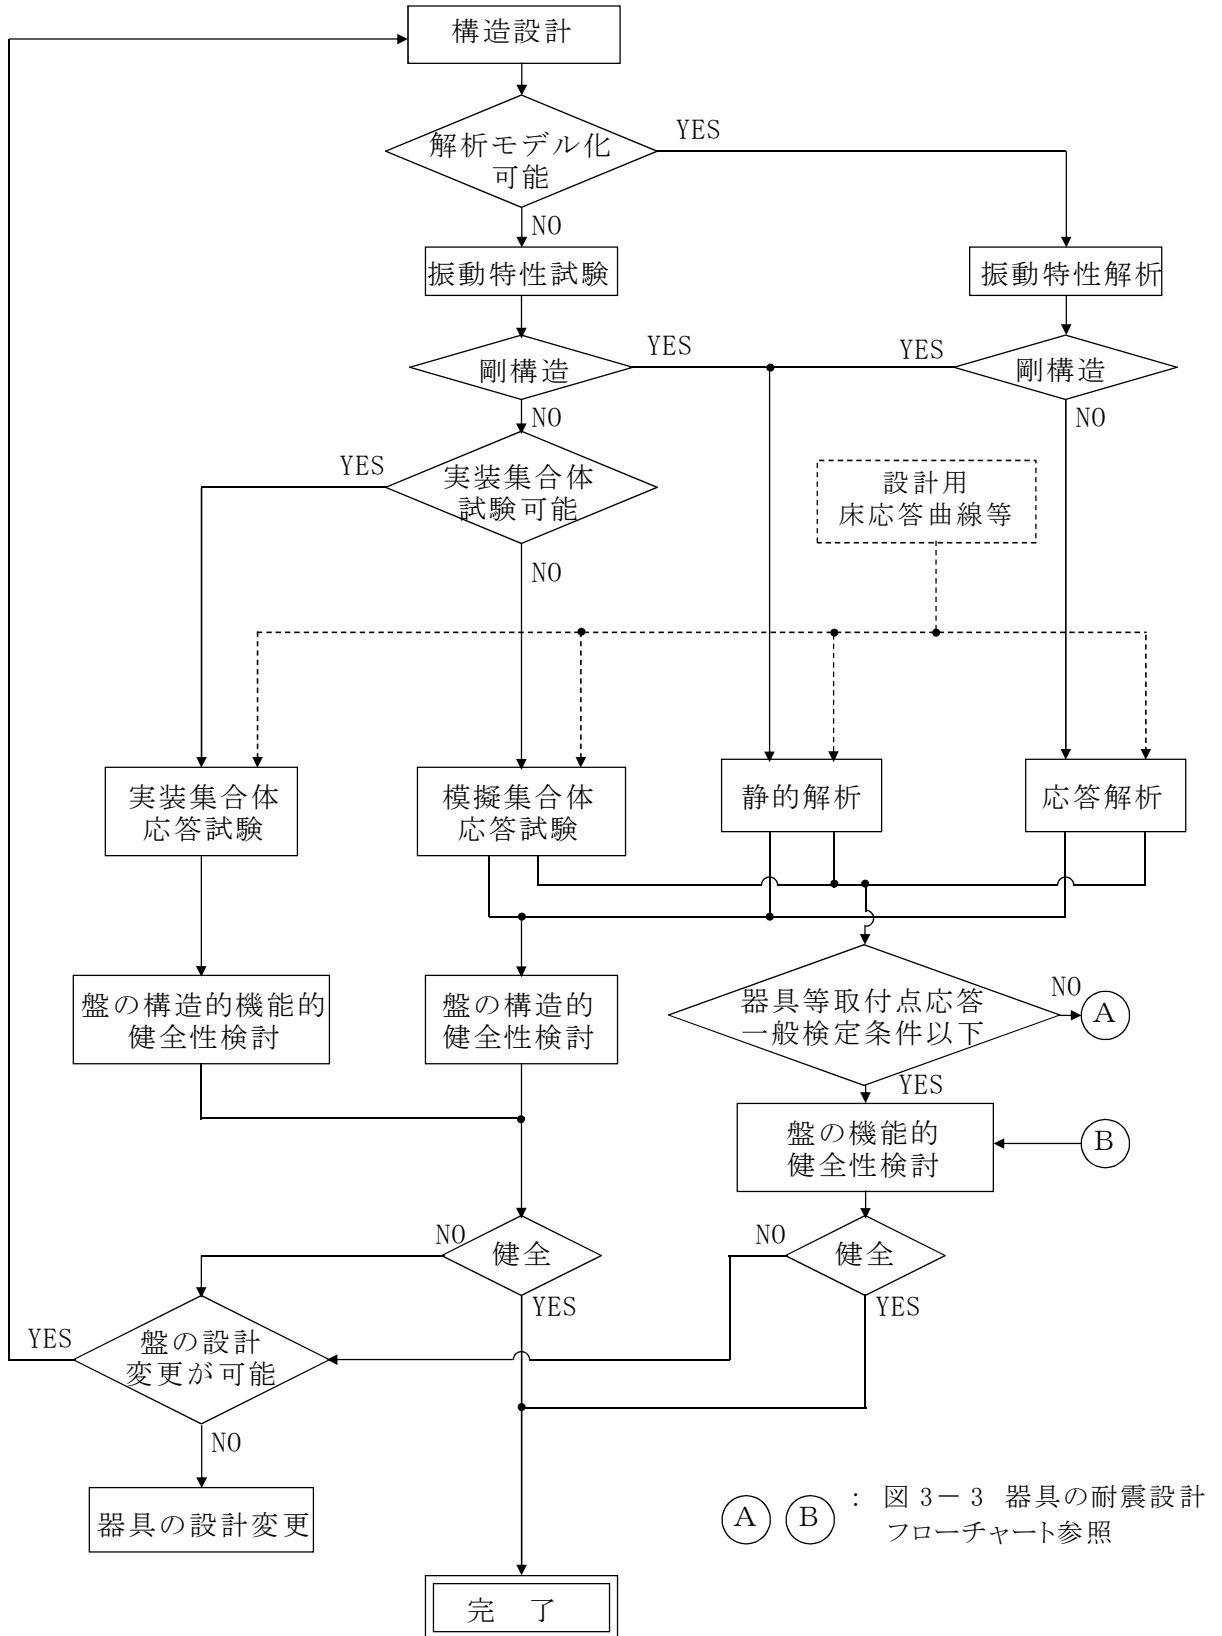 構造設計
解析モデル化
可能
YES
NO
振動特性試験
振動特性解析
剛構造
YES
YES
剛構造
NO
NO
実装集合体
試験可能
YES
NO
設計用
床応答曲線等
実装集合体
応答試験
模擬集合体
応答試験
静的解析
応答解析
盤の構造的機能的
健全性検討
盤の構造的
健全性検討
器具等取付点応答
一般検定条件以下
NO
A
YES
盤の機能的
健全性検討
B
NO
健全
YES
NO
健全
YES
YES
盤の設計
変更が可能
NO
器具の設計変更
A B : 図 3－3 器具の耐震設計
フローチャート参照
完 了